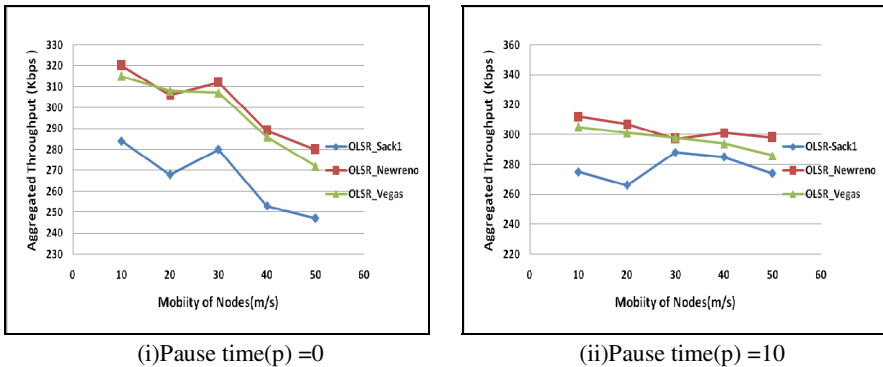 330
320
310
300
290
280
270
260
250
240
230
0
10
20
30
40
50
60
Aggregated Throughput (Kbps )
Mobiity of Nodes(m/s)
OLSR_Sack1
OLSR_Newreno
OLSR_Vegas
(i)Pause time(p) =0
360
340
320
300
280
260
240
220
0
10
20
30
40
50
60
Aggregated Throughput (Kbps )
Mobiity of Nodes(m/s)
OLSR-Sack1
OLSR_Newreno
OLSR_Vegas
(ii)Pause time(p) =10